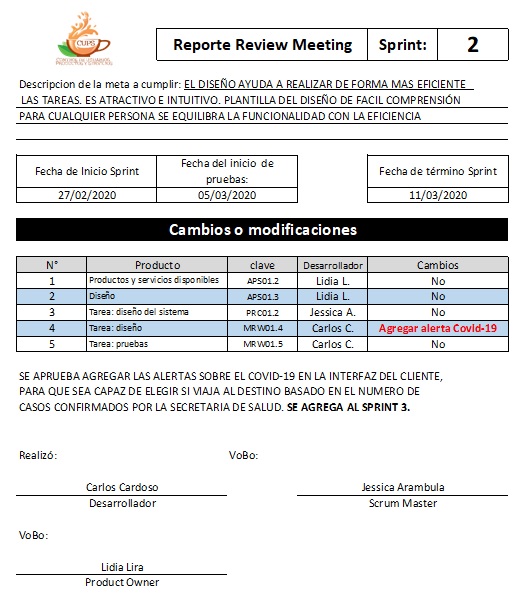 CUPS
Reporte Review Meeting Sprint: 2
Descripcion de la meta a cumplir: EL DISEÑO AYUDA A REALIZAR DE FORMA MAS EFICIENTE
LAS TAREAS. ES ATRACTIVO E INTUITIVO. PLANTILLA DEL DISEÑO DE FACIL COMPRENSIÓN
PARA CUALQUIER PERSONA SE EQUILIBRA LA FUNCIONALIDAD CON LA EFICIENCIA
Fecha de Inicio Sprint Fecha del inicio de pruebas: Fecha de término Sprint
27/02/2020 05/03/2020 11/03/2020
Cambios o modificaciones
N° Producto clave Desarrollador Cambios
1 Productos y servicios disponibles APS01.2 Lidia L. No
2 Diseño APS01.3 Lidia L. No
3 Tarea: diseño del sistema PRC01.2 Jessica A. No
4 Tarea: diseño MRW01.4 Carlos C. Agregar alerta Covid-19
5 Tarea: pruebas MRW01.5 Carlos C. No
SE APRUEBA AGREGAR LAS ALERTAS SOBRE EL COVID-19 EN LA INTERFAZ DEL CLIENTE,
PARA QUE SEA CAPAZ DE ELEGIR SI VIAJA AL DESTINO BASADO EN EL NUMERO DE
CASOS CONFIRMADOS POR LA SECRETARIA DE SALUD. SE AGREGA AL SPRINT 3.
Realizó: VoBo:
Carlos Cardoso Jessica Arambula
Desarrollador Scrum Master
VoBo:
Lidia Lira
Product Owner